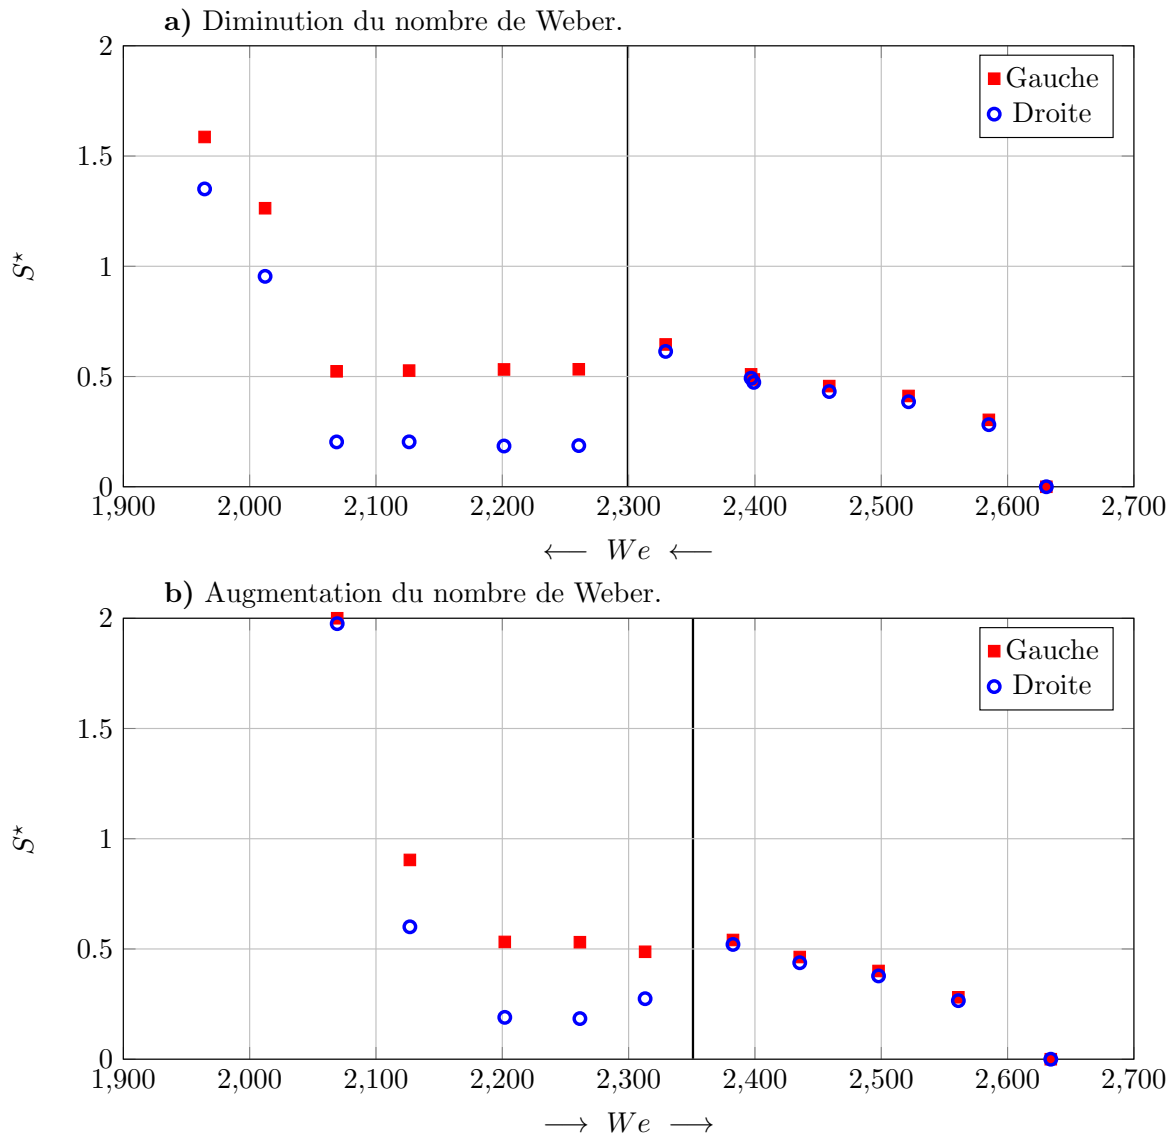 a) Diminution du nombre de Weber.
2
1.5
1
0.5
0
S⋆
Gauche
Droite
1,900 2,000 2,100 2,200 2,300 2,400 2,500 2,600 2,700
← We ←
b) Augmentation du nombre de Weber.
2
1.5
1
0.5
0
S⋆
Gauche
Droite
1,900 2,000 2,100 2,200 2,300 2,400 2,500 2,600 2,700
→ We →